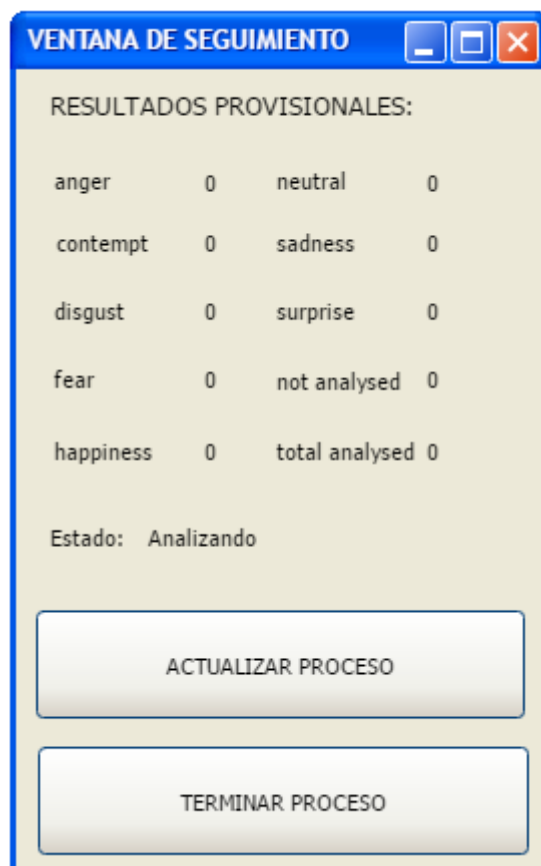 VENTANA DE SEGUIMIENTO
RESULTADOS PROVISIONALES:
anger 0 neutral 0
contempt 0 sadness 0
disgust 0 surprise 0
fear 0 not analysed 0
happiness 0 total analysed 0
Estado: Analizando
ACTUALIZAR PROCESO
TERMINAR PROCESO